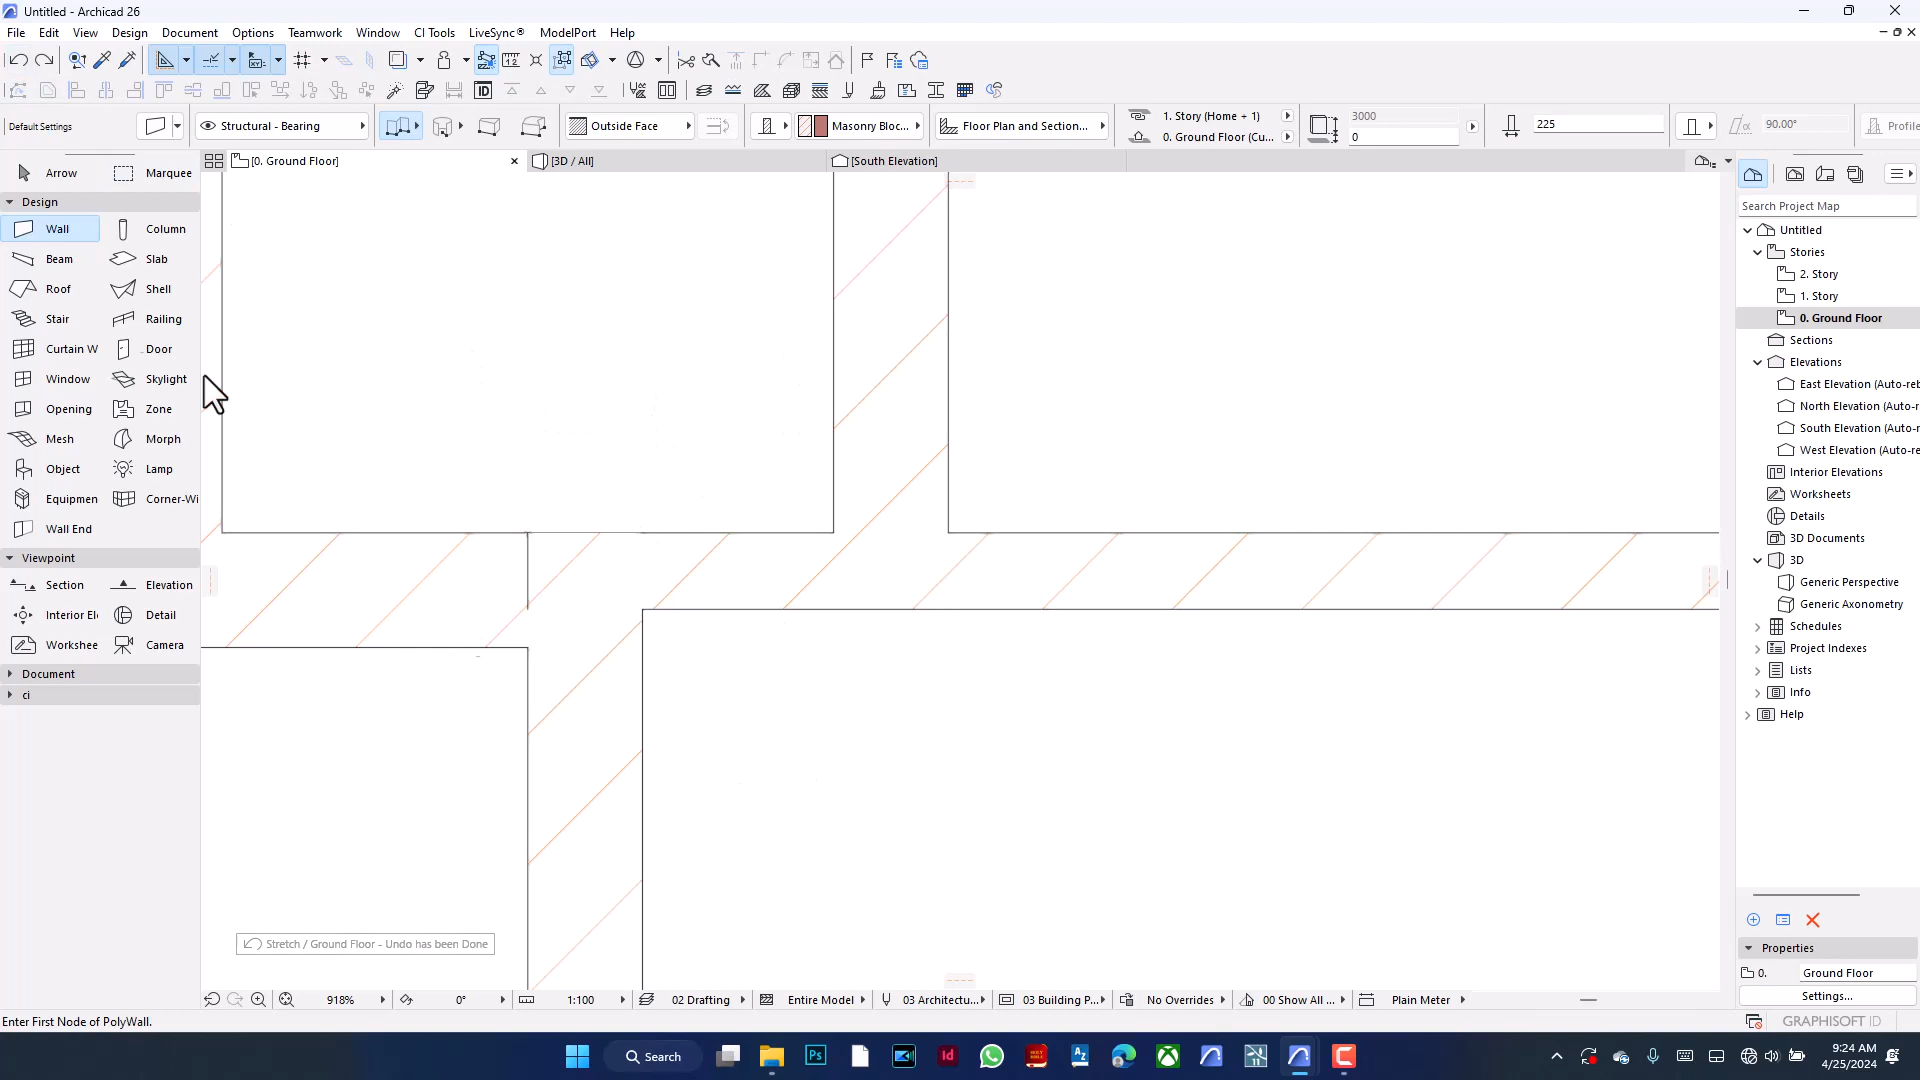 Untitled - Archicad 26
File Edit View Design Document Options Teamwork Window CI Tools LiveSync® ModelPort Help
Default Settings
Structural - Bearing
Outside Face
Masonry Bloc...
Floor Plan and Section...
1. Story (Home + 1)
0. Ground Floor (Cu...
3000
0
225
90.00°
Profile
[0. Ground Floor]
[3D / All]
[South Elevation]
Arrow Marquee
Design
Wall Column
Beam Slab
Roof Shell
Stair Railing
Curtain W Door
Window Skylight
Opening Zone
Mesh Morph
Object Lamp
Equipmen Corner-Wi
Wall End
Viewpoint
Section Elevation
Interior El Detail
Workshee Camera
Document
ci
Search Project Map
Untitled
Stories
2. Story
1. Story
0. Ground Floor
Sections
Elevations
East Elevation (Auto-reb
North Elevation (Auto-r
South Elevation (Auto-r
West Elevation (Auto-re
Interior Elevations
Worksheets
Details
3D Documents
3D
Generic Perspective
Generic Axonometry
Schedules
Project Indexes
Lists
Info
Help
Properties
0. Ground Floor
Settings...
Stretch / Ground Floor - Undo has been Done
918% 0° 1:100 02 Drafting Entire Model 03 Architectu... 03 Building P... No Overrides 00 Show All ... Plain Meter
Enter First Node of PolyWall.
GRAPHISOFT ID
Search
9:24 AM
4/25/2024